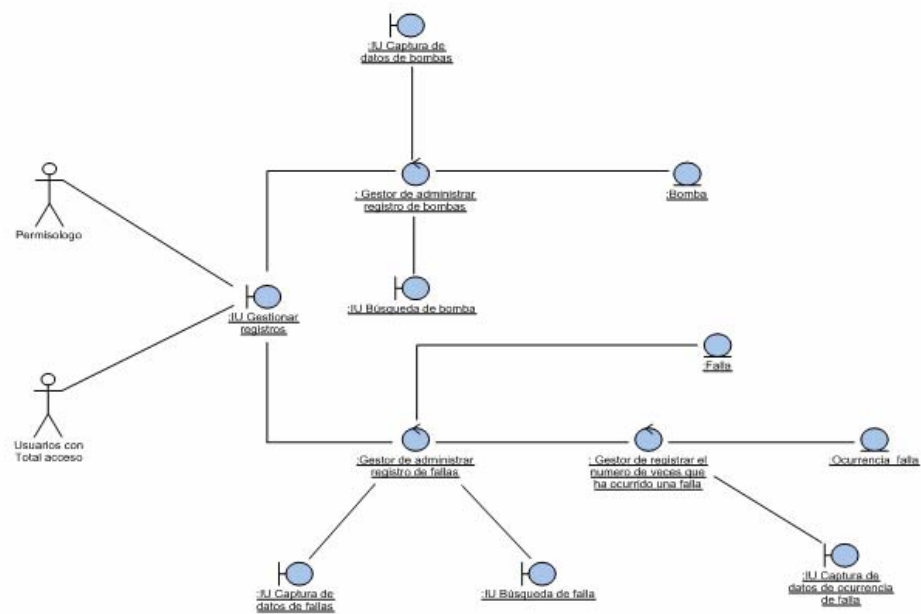 :IU Captura de
datos de bombas
: Gestor de administrar
registro de bombas
:Bomba
Permisologo
:IU Gestionar
registros
:IU Búsqueda de bomba
:Falla
Usuarios con
Total acceso
:Gestor de administrar
registro de fallas
: Gestor de registrar el
numero de veces que
ha ocurrido una falla
:Ocurrencia_falla
:IU Captura de
datos de fallas
:IU Búsqueda de falla
:IU Captura de
datos de ocurrencia
de falla